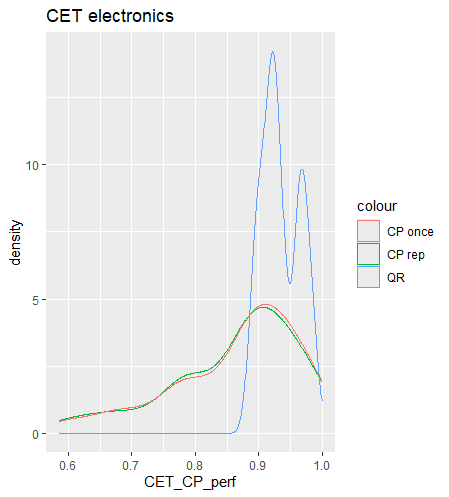 CET electronics
10
5
0
density
0.6 0.7 0.8 0.9 1.0
CET_CP_perf
colour
CP once
CP rep
QR